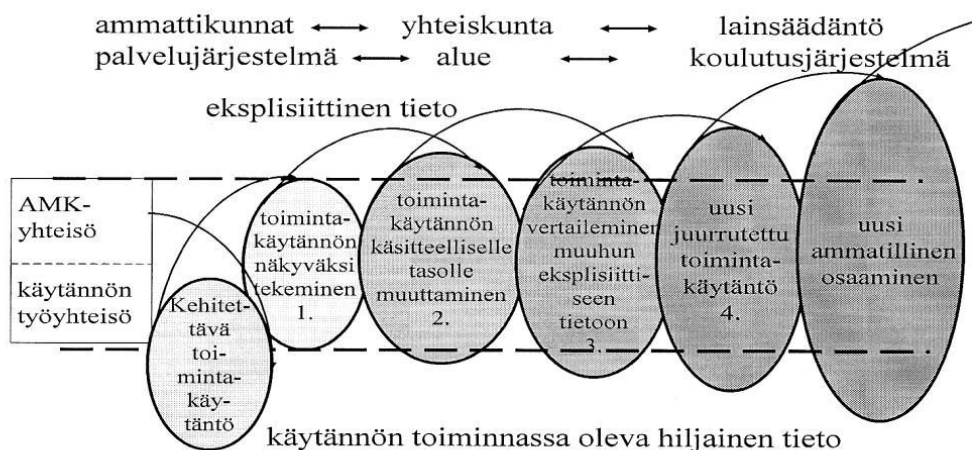 ammattikunnat yhteiskunta lainsäädäntö
palvelujärjestelmä alue koulutusjärjestelmä
eksplisiittinen tieto
AMK-
yhteisö
käytännön
työyhteisö
Kehitet-
tävä
toi-
minta-
käy-
täntö
toiminta-
käytännön
näkyväksi
tekeminen
1.
toiminta-
käytännön
käsitteelliselle
tasolle
muuttaminen
2.
toiminta-
käytännön
vertaileminen
muuhun
eksplisiitti-
seen
tietoon
3.
uusi
juurrutettu
toiminta-
käytäntö
4.
uusi
ammatillinen
osaaminen
käytännön toiminnassa oleva hiljainen tieto